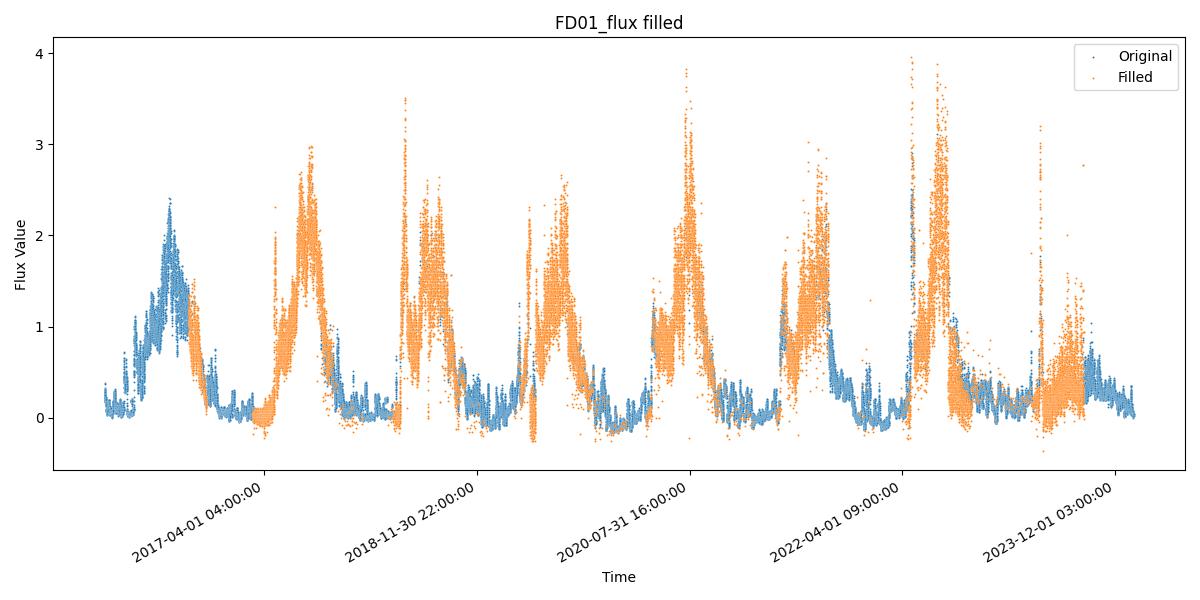 FD01_flux filled
Original
Filled
Flux Value
4
3
2
1
0
2017-04-01 04:00:00
2018-11-30 22:00:00
2020-07-31 16:00:00
2022-04-01 09:00:00
2023-12-01 03:00:00
Time